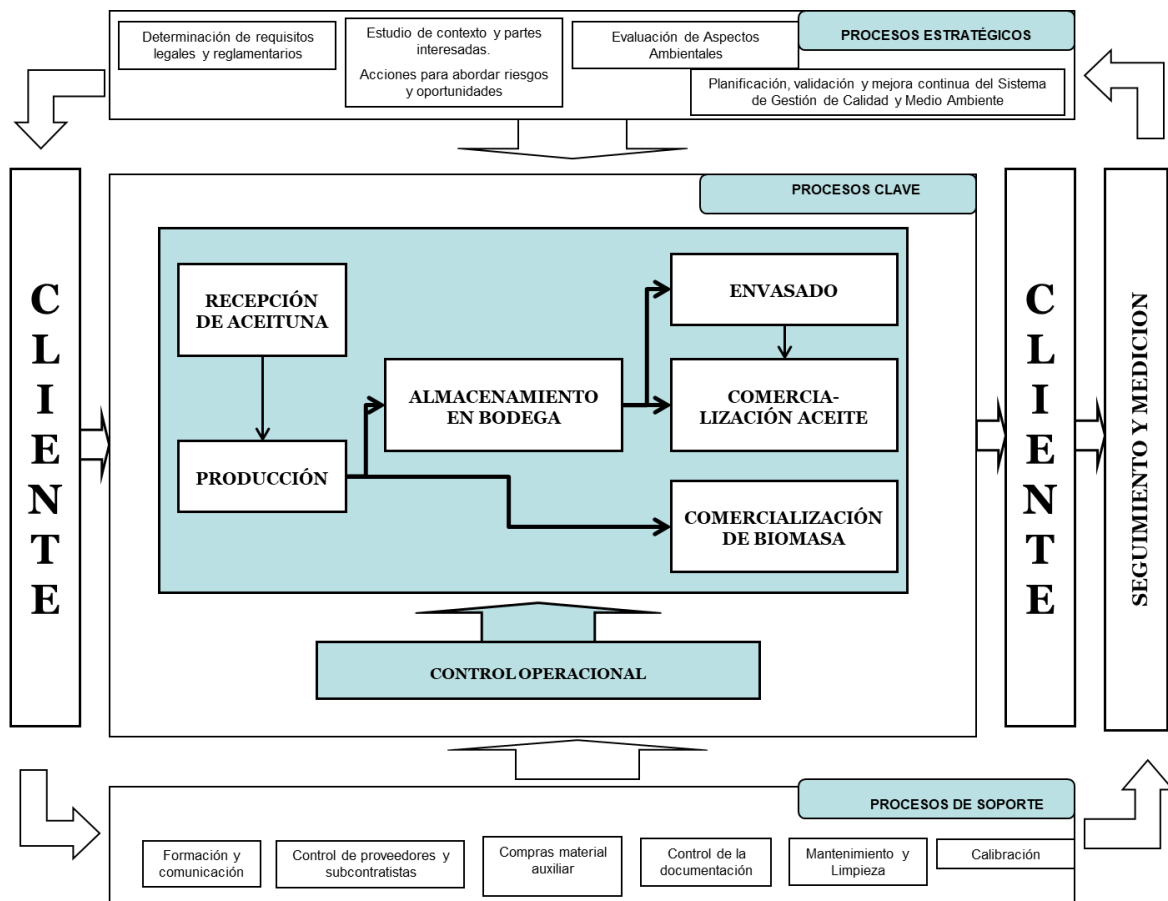 Determinación de requisitos
legales y reglamentarios
Estudio de contexto y partes
interesadas.
Acciones para abordar riesgos
y oportunidades
Evaluación de Aspectos
Ambientales
PROCESOS ESTRATÉGICOS
Planificación, validación y mejora continua del Sistema
de Gestión de Calidad y Medio Ambiente
CLIENTE
PROCESOS CLAVE
RECEPCIÓN
DE ACEITUNA
PRODUCCIÓN
ALMACENAMIENTO
EN BODEGA
ENVASADO
COMERCIA-
LIZACIÓN ACEITE
COMERCIALIZACIÓN
DE BIOMASA
CONTROL OPERACIONAL
CLIENTE
SEGUIMIENTO Y MEDICION
PROCESOS DE SOPORTE
Formación y
comunicación
Control de proveedores y
subcontratistas
Compras material
auxiliar
Control de la
documentación
Mantenimiento y
Limpieza
Calibración